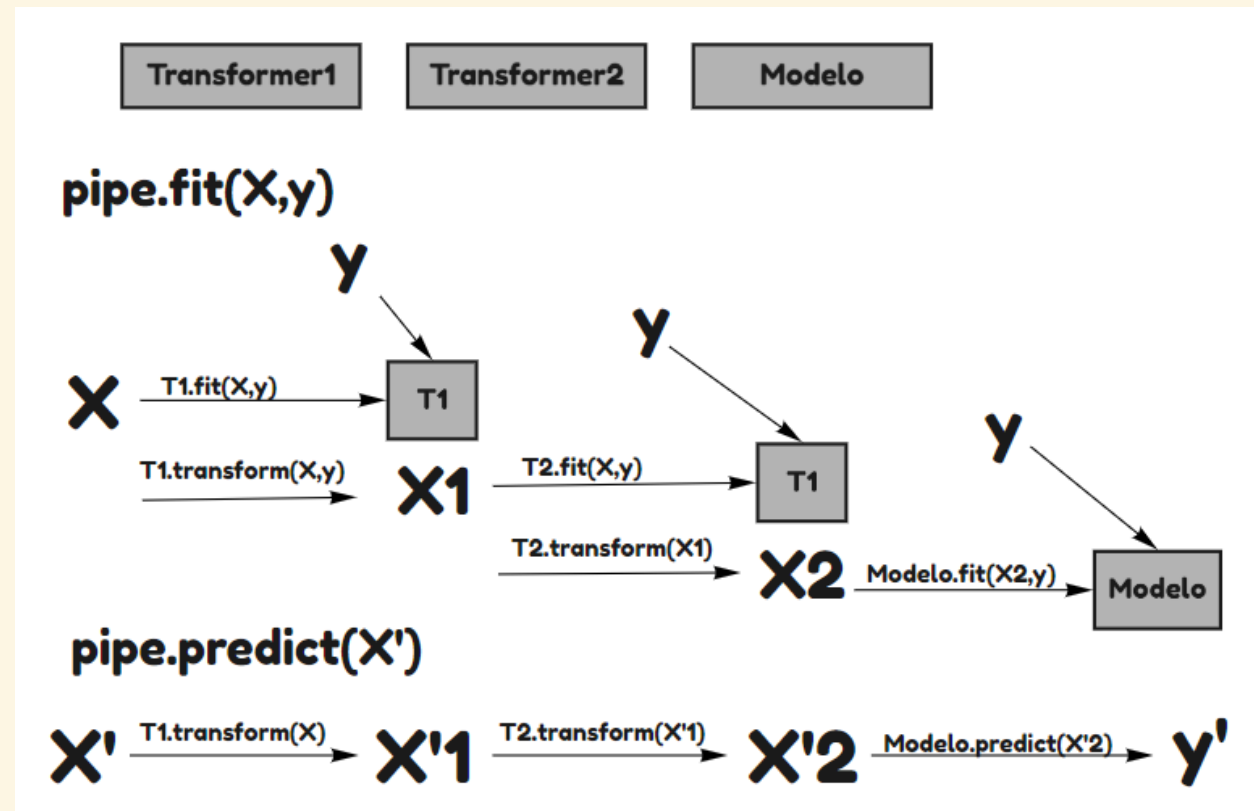 Transformer1 Transformer2 Modelo
pipe.fit(X,y)
y
y
X T1.fit(X,y) T1
y
T1.transform(X,y) X1 T2.fit(X,y) T1
T2.transform(X1) X2 Modelo.fit(X2,y) Modelo
pipe.predict(X')
X' T1.transform(X) X'1 T2.transform(X'1) X'2 Modelo.predict(X'2) y'